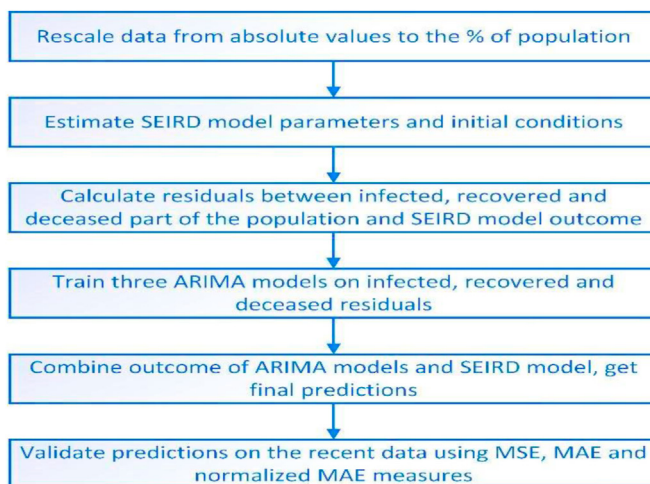 Rescale data from absolute values to the % of population
Estimate SEIRD model parameters and initial conditions
Calculate residuals between infected, recovered and
deceased part of the population and SEIRD model outcome
Train three ARIMA models on infected, recovered and
deceased residuals
Combine outcome of ARIMA models and SEIRD model, get
final predictions
Validate predictions on the recent data using MSE, MAE and
normalized MAE measures